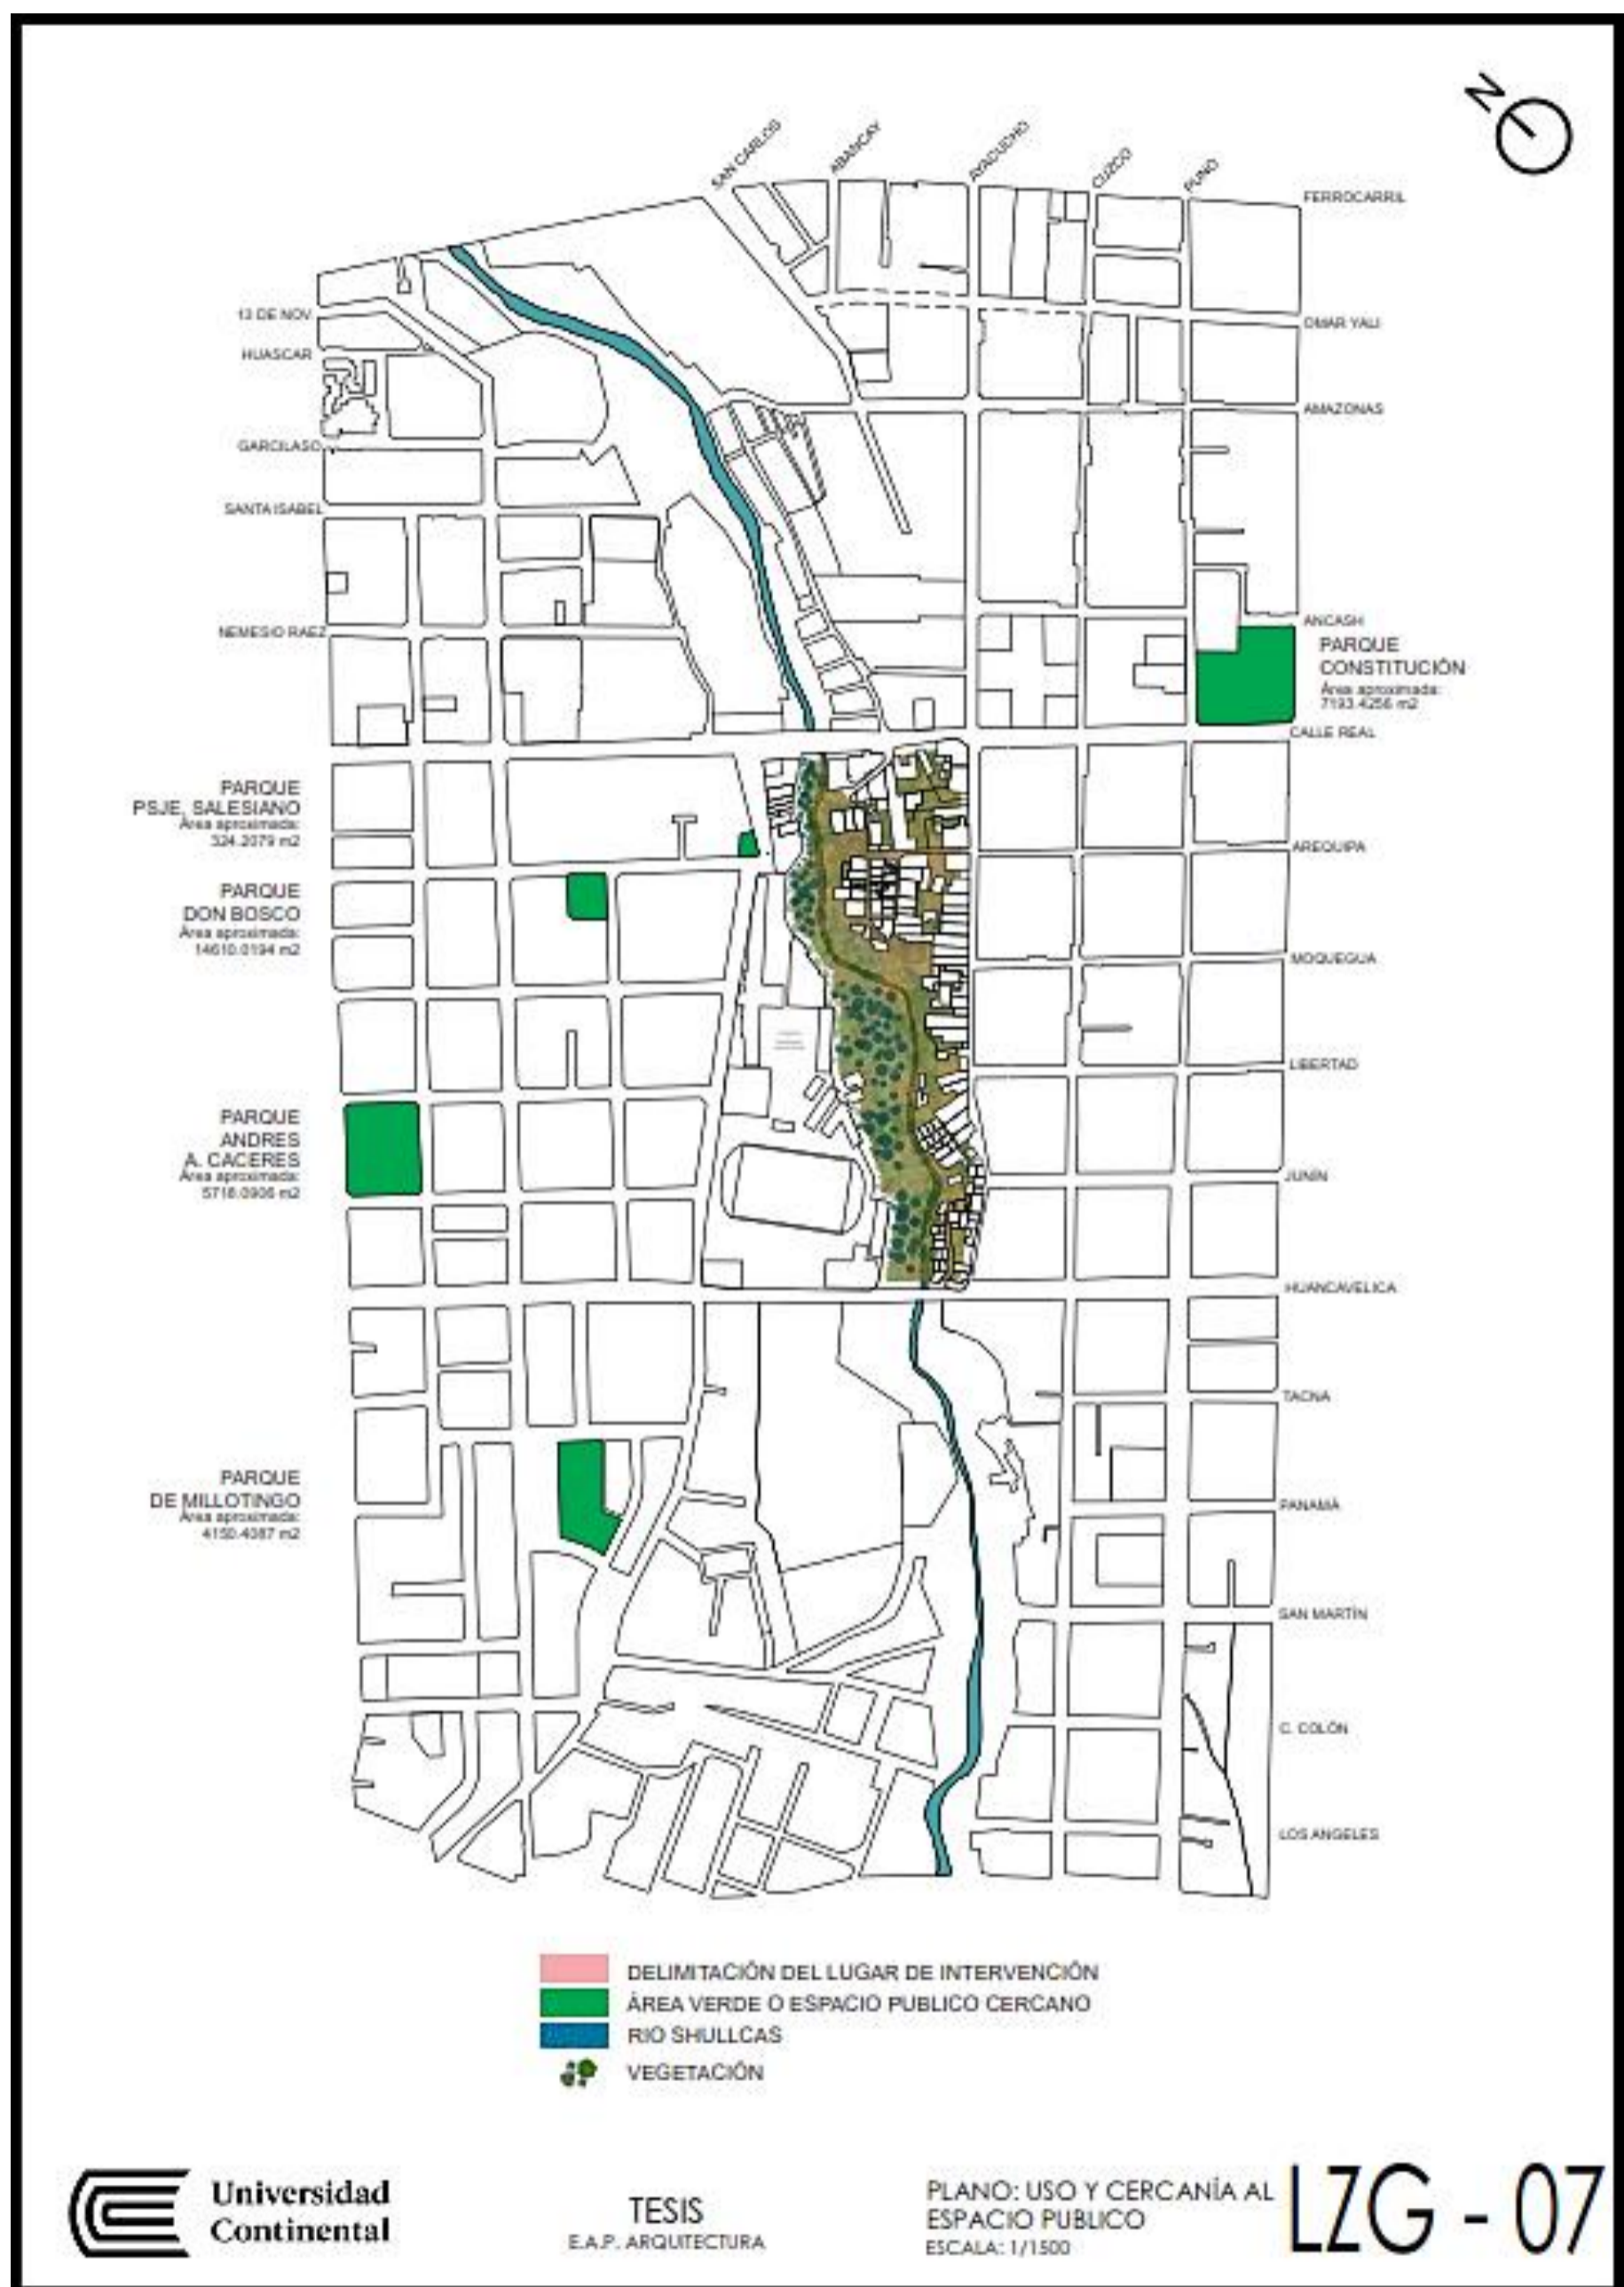 N
SAN CARLOS
ABANCAY
AYACUCHO
CUZCO
PUNO
FERROCARRIL
13 DE NOV.
OMAR YALI
HUASCAR
AMAZONAS
GARCILASO
SANTA ISABEL
ANCASH
NEMESIO RAEZ
PARQUE
CONSTITUCIÓN
Área aproximada:
7193.4256 m2
CALLE REAL
PARQUE
PSJE. SALESIANO
Área aproximada:
324.2079 m2
AREQUIPA
PARQUE
DON BOSCO
Área aproximada:
14610.0194 m2
MOQUEGUA
LIBERTAD
PARQUE
ANDRES
A. CACERES
Área aproximada:
5718.0906 m2
JUNÍN
HUANCAVELICA
TACNA
PARQUE
DE MILLOTINGO
Área aproximada:
4150.4087 m2
PANAMÁ
SAN MARTÍN
C. COLÓN
LOS ANGELES
DELIMITACIÓN DEL LUGAR DE INTERVENCIÓN
ÁREA VERDE O ESPACIO PUBLICO CERCANO
RIO SHULLCAS
VEGETACIÓN
Universidad
Continental
TESIS
E.A.P. ARQUITECTURA
PLANO: USO Y CERCANÍA AL
ESPACIO PUBLICO
ESCALA: 1/1500
LZG - 07